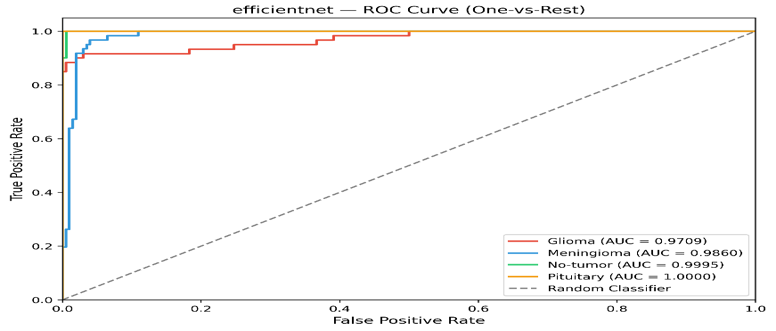 efficientnet — ROC Curve (One-vs-Rest)
True Positive Rate
1.0
0.8
0.6
0.4
0.2
0.0
Glioma (AUC = 0.9709)
Meningioma (AUC = 0.9860)
No-tumor (AUC = 0.9995)
Pituitary (AUC = 1.0000)
Random Classifier
0.0 0.2 0.4 0.6 0.8 1.0
False Positive Rate